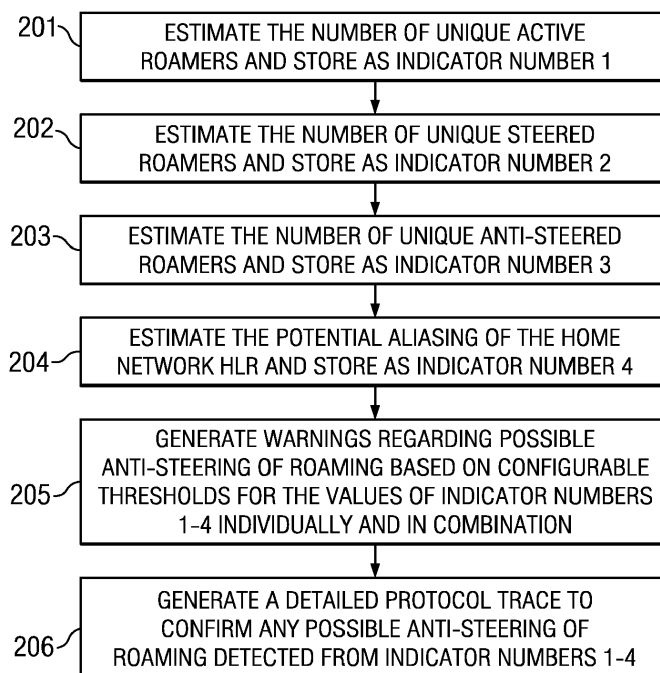 201
ESTIMATE THE NUMBER OF UNIQUE ACTIVE
ROAMERS AND STORE AS INDICATOR NUMBER 1
202
ESTIMATE THE NUMBER OF UNIQUE STEERED
ROAMERS AND STORE AS INDICATOR NUMBER 2
203
ESTIMATE THE NUMBER OF UNIQUE ANTI-STEERED
ROAMERS AND STORE AS INDICATOR NUMBER 3
204
ESTIMATE THE POTENTIAL ALIASING OF THE HOME
NETWORK HLR AND STORE AS INDICATOR NUMBER 4
205
GENERATE WARNINGS REGARDING POSSIBLE
ANTI-STEERING OF ROAMING BASED ON CONFIGURABLE
THRESHOLDS FOR THE VALUES OF INDICATOR NUMBERS
1-4 INDIVIDUALLY AND IN COMBINATION
206
GENERATE A DETAILED PROTOCOL TRACE TO
CONFIRM ANY POSSIBLE ANTI-STEERING OF
ROAMING DETECTED FROM INDICATOR NUMBERS 1-4